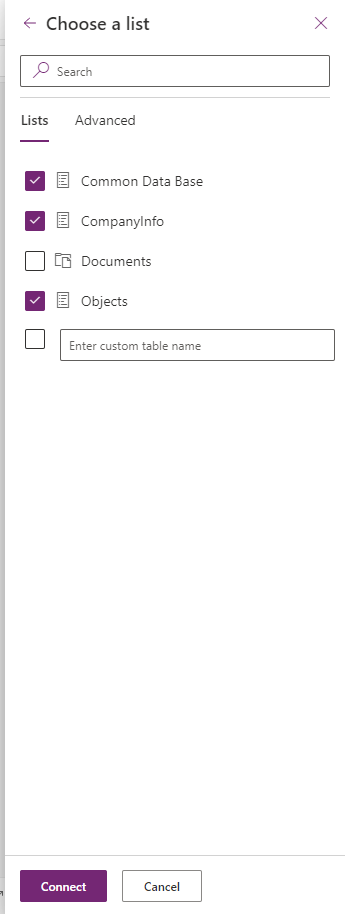 Choose a list
Search
Lists Advanced
Common Data Base
CompanyInfo
Documents
Objects
Enter custom table name
Connect Cancel